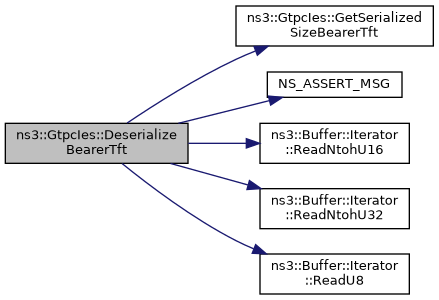 ns3::GtpcIes::GetSerialized
SizeBearerTft
NS_ASSERT_MSG
ns3::GtpcIes::Deserialize
BearerTft
ns3::Buffer::Iterator
::ReadNtohU16
ns3::Buffer::Iterator
::ReadNtohU32
ns3::Buffer::Iterator
::ReadU8